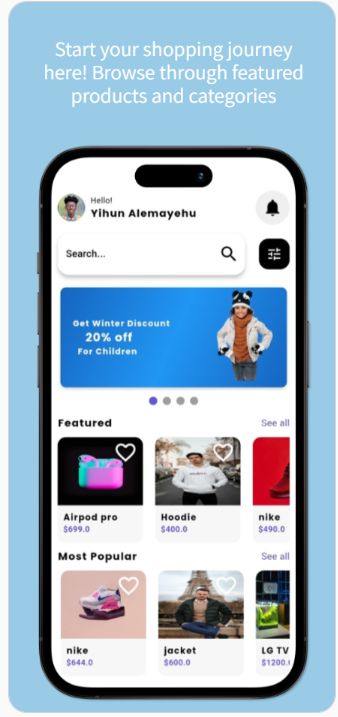 Start your shopping journey
here! Browse through featured
products and categories
Hello!
Yihun Alemayehu
Search...
Get Winter Discount
20% off
For Children
Featured
See all
Airpod pro
$699.0
Hoodie
$400.0
nike
$490.0
Most Popular
See all
nike
$644.0
jacket
$600.0
LG TV
$1200.